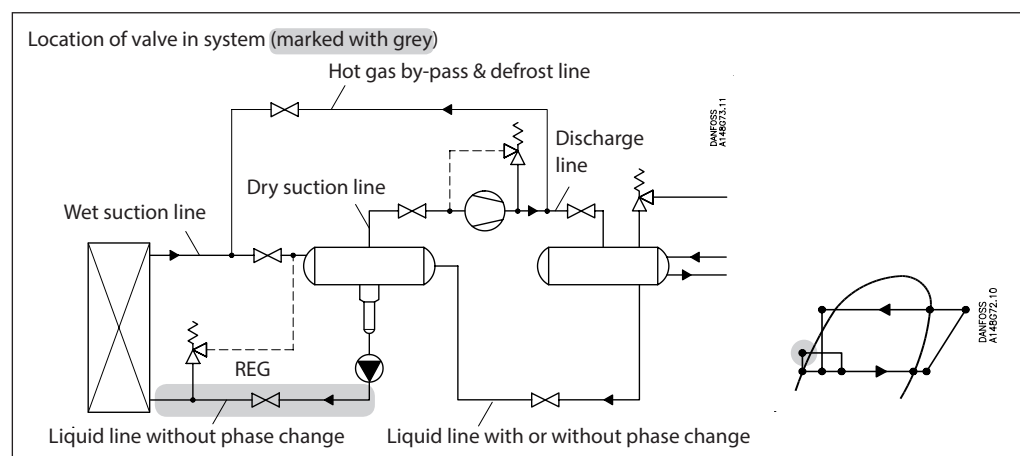 Location of valve in system (marked with grey)
Hot gas by-pass & defrost line
DANFOSS
A148G73.11
Discharge
line
Dry suction line
Wet suction line
DANFOSS
A148G72.10
REG
Liquid line without phase change
Liquid line with or without phase change